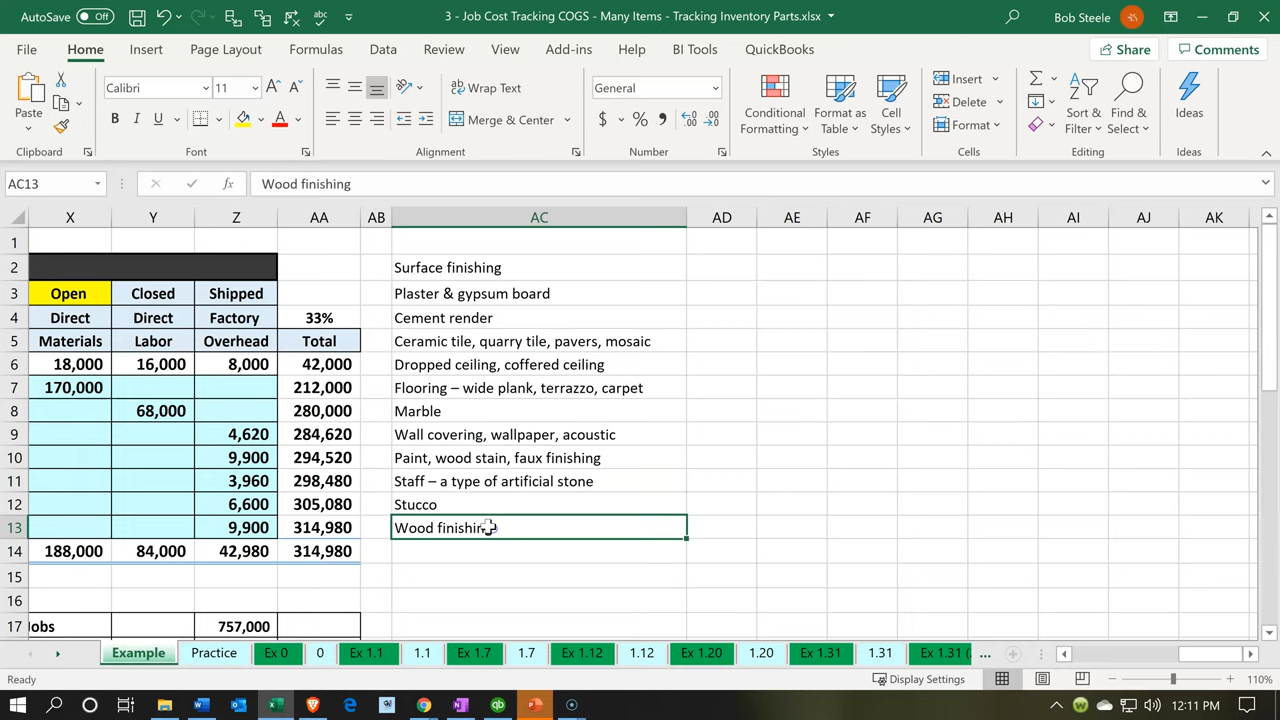 AutoSave Off 3 - Job Cost Tracking COGS - Many Items - Tracking Inventory Parts.xlsx Bob Steele
File Home Insert Page Layout Formulas Data Review View Add-ins Help BI Tools QuickBooks Share Comments
Paste
Calibri 11
B I U
Wrap Text
Merge & Center
General
$ %
Conditional Formatting
Format as Table
Cell Styles
Insert
Delete
Format
Sort & Filter
Find & Select
Ideas
Clipboard Font Alignment Number Styles Cells Editing Ideas
AC13 fx Wood finishing
X Y Z AA AB AC AD AE AF AG AH AI AJ AK
1
2 Surface finishing
3 Open Closed Shipped Plaster & gypsum board
4 Direct Direct Factory 33% Cement render
5 Materials Labor Overhead Total Ceramic tile, quarry tile, pavers, mosaic
6 18,000 16,000 8,000 42,000 Dropped ceiling, coffered ceiling
7 170,000 212,000 Flooring – wide plank, terrazzo, carpet
8 68,000 280,000 Marble
9 4,620 284,620 Wall covering, wallpaper, acoustic
10 9,900 294,520 Paint, wood stain, faux finishing
11 3,960 298,480 Staff – a type of artificial stone
12 6,600 305,080 Stucco
13 9,900 314,980 Wood finishing
14 188,000 84,000 42,980 314,980
15
16
17 Jobs 757,000
Example Practice Ex 0 0 Ex 1.1 1.1 Ex 1.7 1.7 Ex 1.12 1.12 Ex 1.20 1.20 Ex 1.31 1.31 Ex 1.31 ( ...
Ready Display Settings 110%
12:11 PM